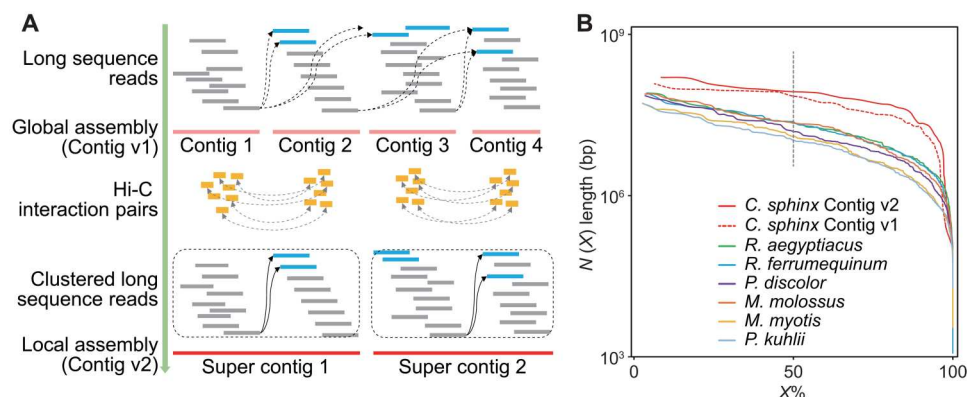 A
Long sequence
reads
Global assembly
(Contig v1)
Contig 1 Contig 2 Contig 3 Contig 4
Hi-C
interaction pairs
Clustered long
sequence reads
Local assembly
(Contig v2)
Super contig 1 Super contig 2
B
10⁹
10⁶
10³
N (X) length (bp)
C. sphinx Contig v2
C. sphinx Contig v1
R. aegyptiacus
R. ferrumequinum
P. discolor
M. molossus
M. myotis
P. kuhlii
0 50 100
X%